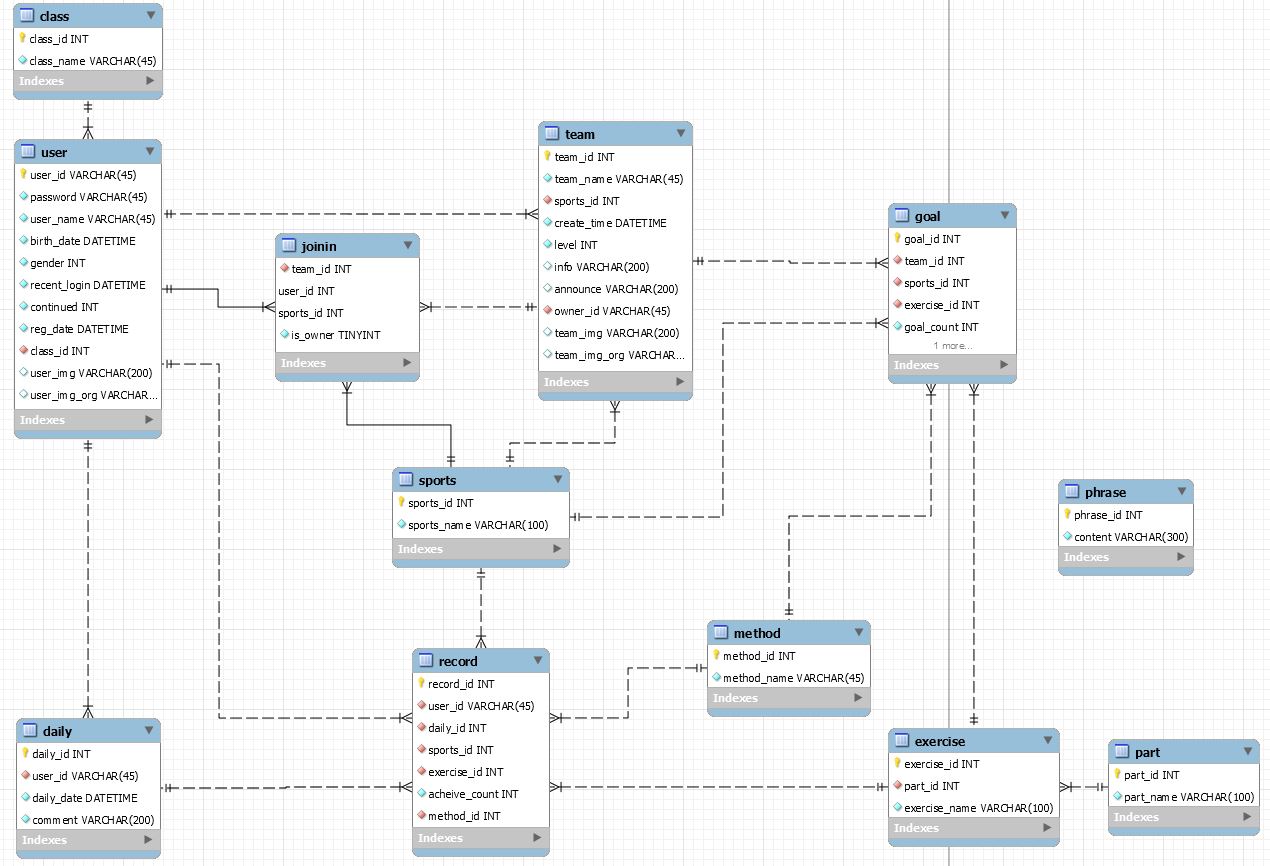 class
class_id INT
class_name VARCHAR(45)
Indexes
user
user_id VARCHAR(45)
password VARCHAR(45)
user_name VARCHAR(45)
birth_date DATETIME
gender INT
recent_login DATETIME
continued INT
reg_date DATETIME
class_id INT
user_img VARCHAR(200)
user_img_org VARCHAR...
Indexes
joinin
team_id INT
user_id INT
sports_id INT
is_owner TINYINT
Indexes
team
team_id INT
team_name VARCHAR(45)
sports_id INT
create_time DATETIME
level INT
info VARCHAR(200)
announce VARCHAR(200)
owner_id VARCHAR(45)
team_img VARCHAR(200)
team_img_org VARCHAR...
Indexes
goal
goal_id INT
team_id INT
sports_id INT
exercise_id INT
goal_count INT
1 more...
Indexes
sports
sports_id INT
sports_name VARCHAR(100)
Indexes
phrase
phrase_id INT
content VARCHAR(300)
Indexes
method
method_id INT
method_name VARCHAR(45)
Indexes
record
record_id INT
user_id VARCHAR(45)
daily_id INT
sports_id INT
exercise_id INT
acheive_count INT
method_id INT
Indexes
daily
daily_id INT
user_id VARCHAR(45)
daily_date DATETIME
comment VARCHAR(200)
Indexes
exercise
exercise_id INT
part_id INT
exercise_name VARCHAR(100)
Indexes
part
part_id INT
part_name VARCHAR(100)
Indexes